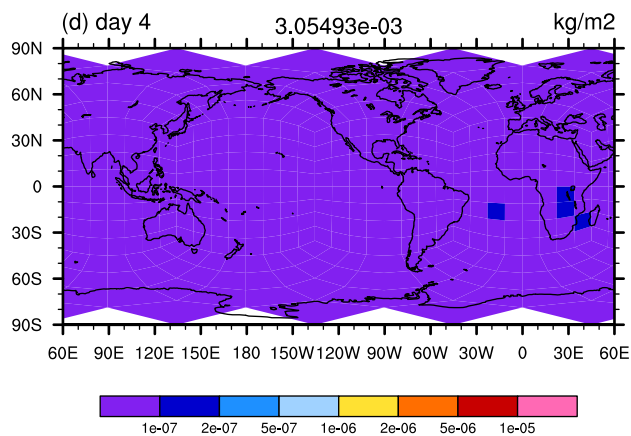 (d) day 4 3.05493e-03 kg/m2
90N
60N
30N
0
30S
60S
90S
60E 90E 120E 150E 180 150W 120W 90W 60W 30W 0 30E 60E
1e-07 2e-07 5e-07 1e-06 2e-06 5e-06 1e-05